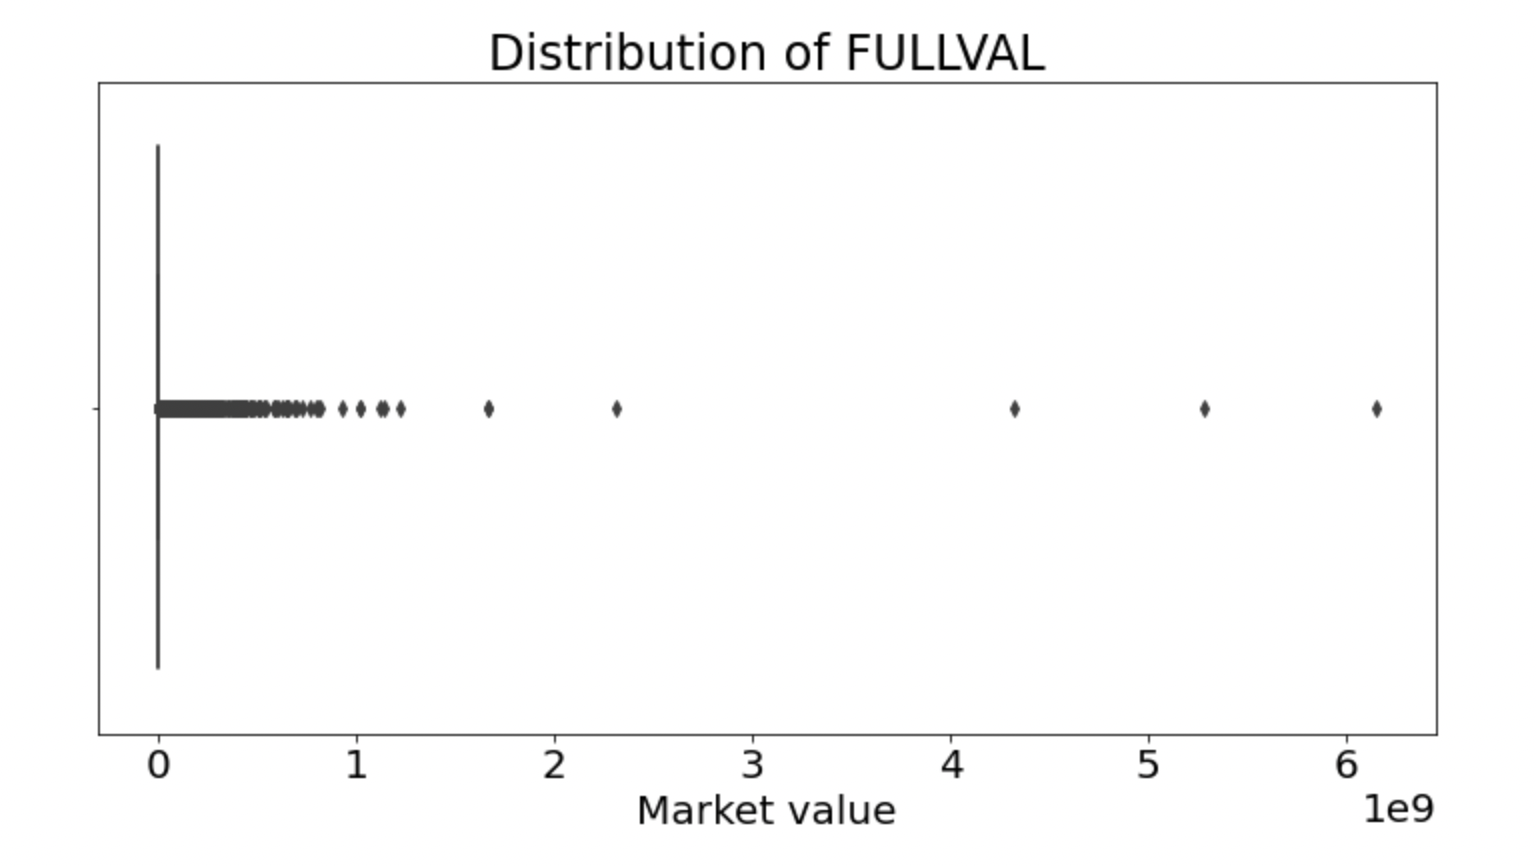 Distribution of FULLVAL
0 1 2 3 4 5 6
Market value 1e9